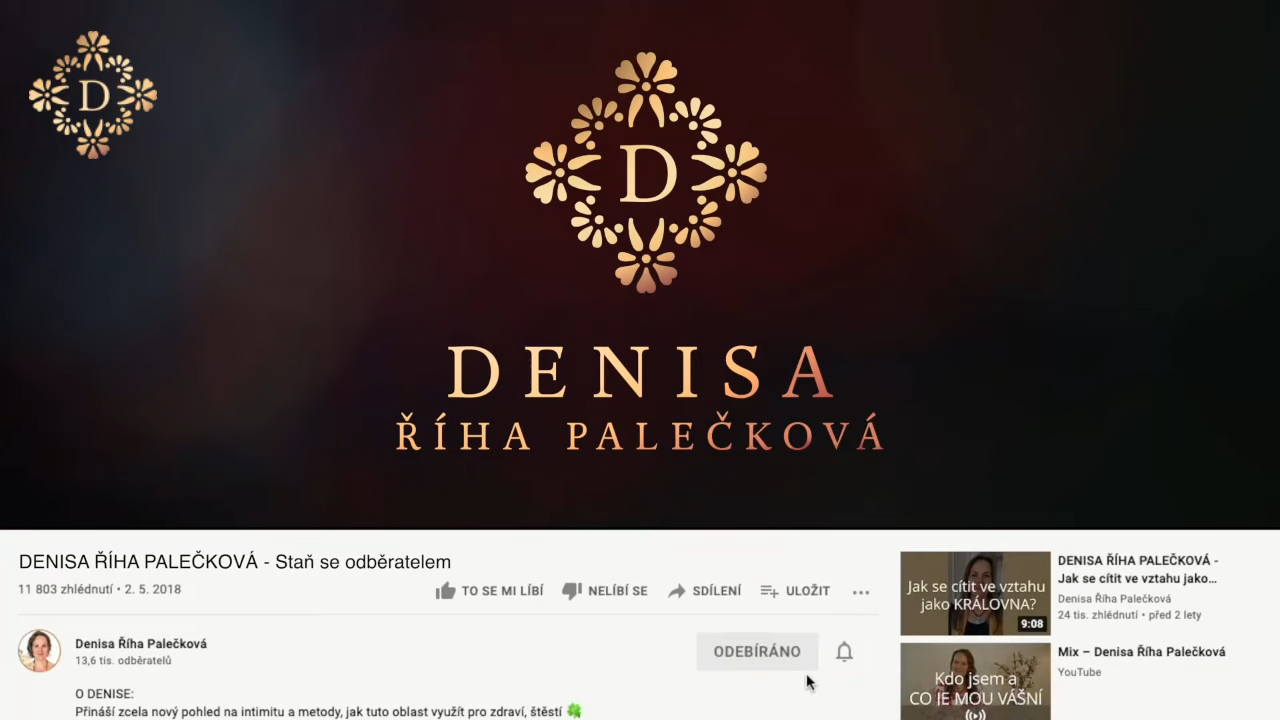 D
D
DENISA
ŘÍHA PALEČKOVÁ
DENISA ŘÍHA PALEČKOVÁ - Staň se odběratelem
11 803 zhlédnutí • 2. 5. 2018
TO SE MI LÍBÍ
NELÍBÍ SE
SDÍLENÍ
ULOŽIT
Denisa Říha Palečková
13,6 tis. odběratelů
ODEBÍRÁNO
O DENISE:
Přináší zcela nový pohled na intimitu a metody, jak tuto oblast využít pro zdraví, štěstí 🍀
Jak se cítit ve vztahu
jako KRÁLOVNA?
9:08
DENISA ŘÍHA PALEČKOVÁ -
Jak se cítit ve vztahu jako…
Denisa Říha Palečková
24 tis. zhlédnutí • před 2 lety
Kdo jsem a
CO JE MOU VÁŠNÍ
Mix – Denisa Říha Palečková
YouTube